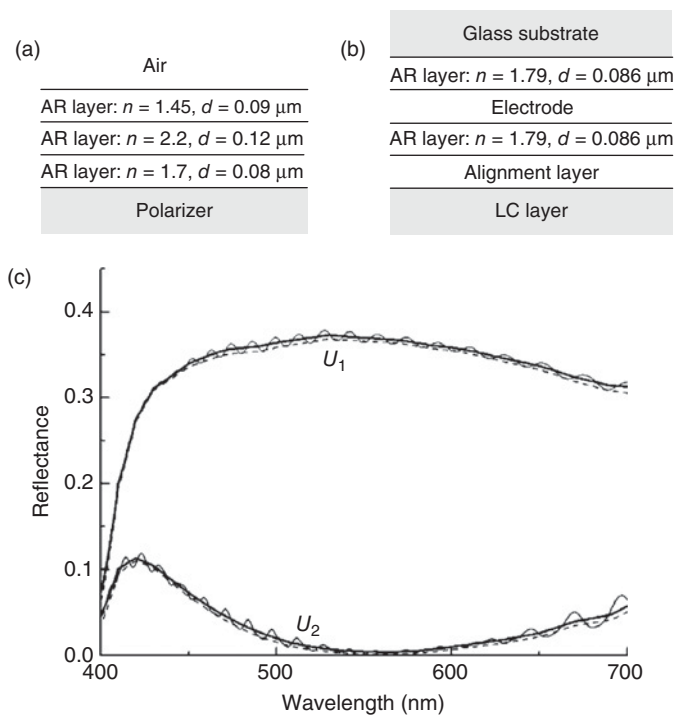 (a)
Air
AR layer: n = 1.45, d = 0.09 μm
AR layer: n = 2.2, d = 0.12 μm
AR layer: n = 1.7, d = 0.08 μm
Polarizer
(b)
Glass substrate
AR layer: n = 1.79, d = 0.086 μm
Electrode
AR layer: n = 1.79, d = 0.086 μm
Alignment layer
LC layer
(c)
Reflectance
0.4
0.3
0.2
0.1
0.0
U1
U2
400 500 600 700
Wavelength (nm)